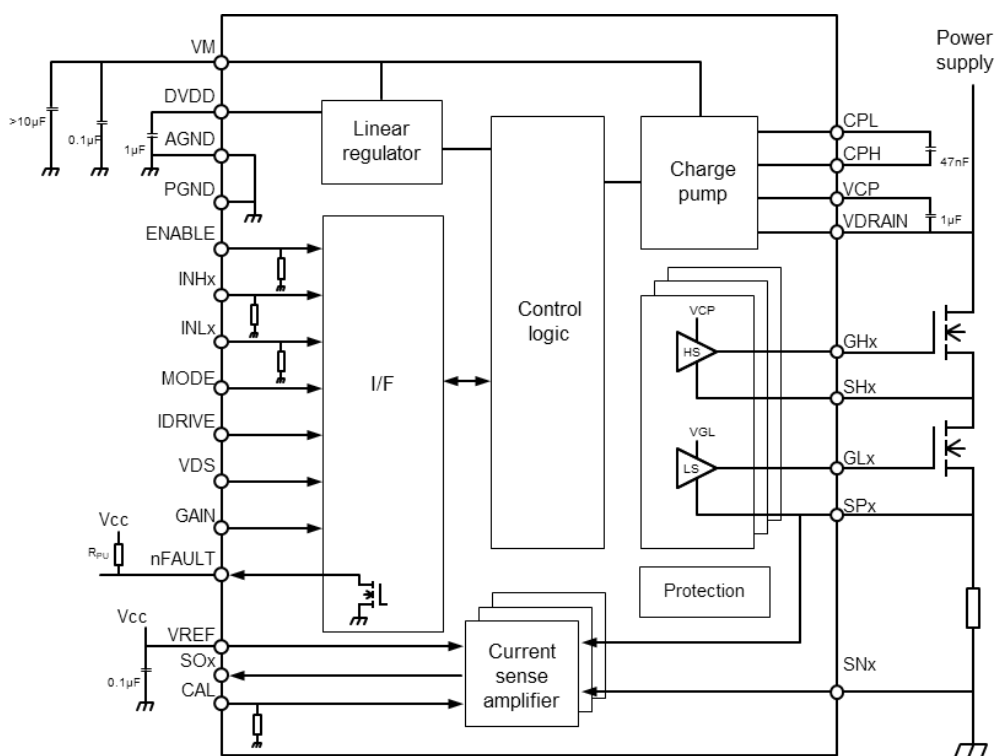 VM
DVDD
>10µF
0.1µF
1µF
AGND
PGND
ENABLE
INHx
INLx
MODE
IDRIVE
VDS
GAIN
Vcc
RPU
nFAULT
Vcc
VREF
SOx
0.1µF
CAL
Linear
regulator
I/F
Control
logic
Charge
pump
VCP
HS
VGL
LS
Protection
Current
sense
amplifier
Power
supply
CPL
CPH
47nF
VCP
1µF
VDRAIN
GHx
SHx
GLx
SPx
SNx